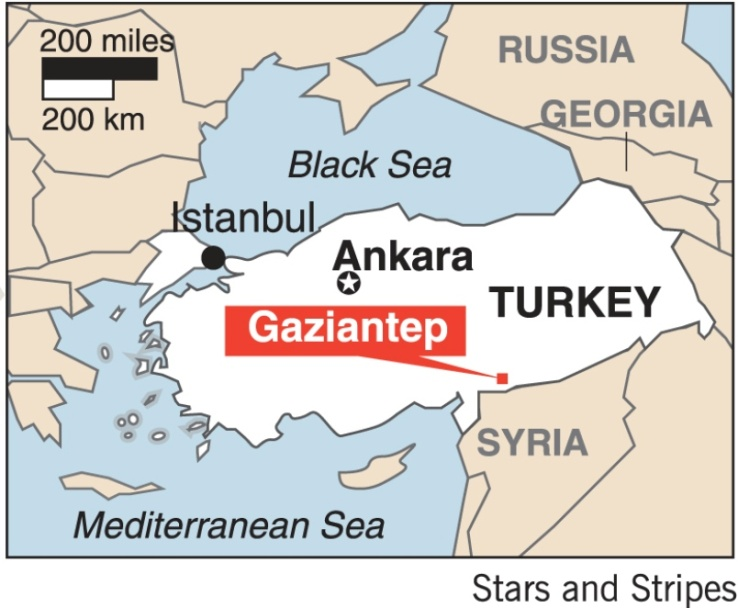 200 miles
200 km
RUSSIA
GEORGIA
Black Sea
Istanbul
Ankara
TURKEY
Gaziantep
SYRIA
Mediterranean Sea
Stars and Stripes